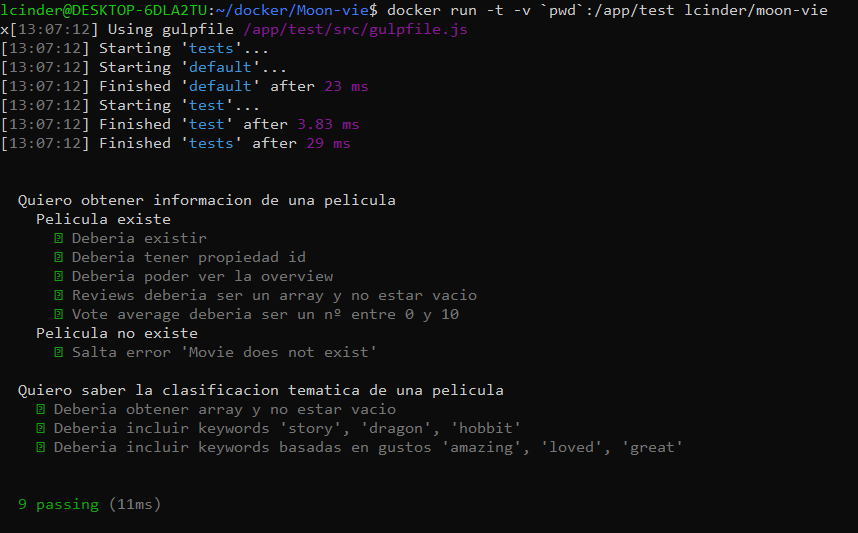 lcinder@DESKTOP-6DLA2TU:~/docker/Moon-vie$ docker run -t -v `pwd`:/app/test lcinder/moon-vie
x[13:07:12] Using gulpfile /app/test/src/gulpfile.js
[13:07:12] Starting 'tests'...
[13:07:12] Starting 'default'...
[13:07:12] Finished 'default' after 23 ms
[13:07:12] Starting 'test'...
[13:07:12] Finished 'test' after 3.83 ms
[13:07:12] Finished 'tests' after 29 ms
Quiero obtener informacion de una pelicula
Pelicula existe
Deberia existir
Deberia tener propiedad id
Deberia poder ver la overview
Reviews deberia ser un array y no estar vacio
Vote average deberia ser un nº entre 0 y 10
Pelicula no existe
Salta error 'Movie does not exist'
Quiero saber la clasificacion tematica de una pelicula
Deberia obtener array y no estar vacio
Deberia incluir keywords 'story', 'dragon', 'hobbit'
Deberia incluir keywords basadas en gustos 'amazing', 'loved', 'great'
9 passing (11ms)